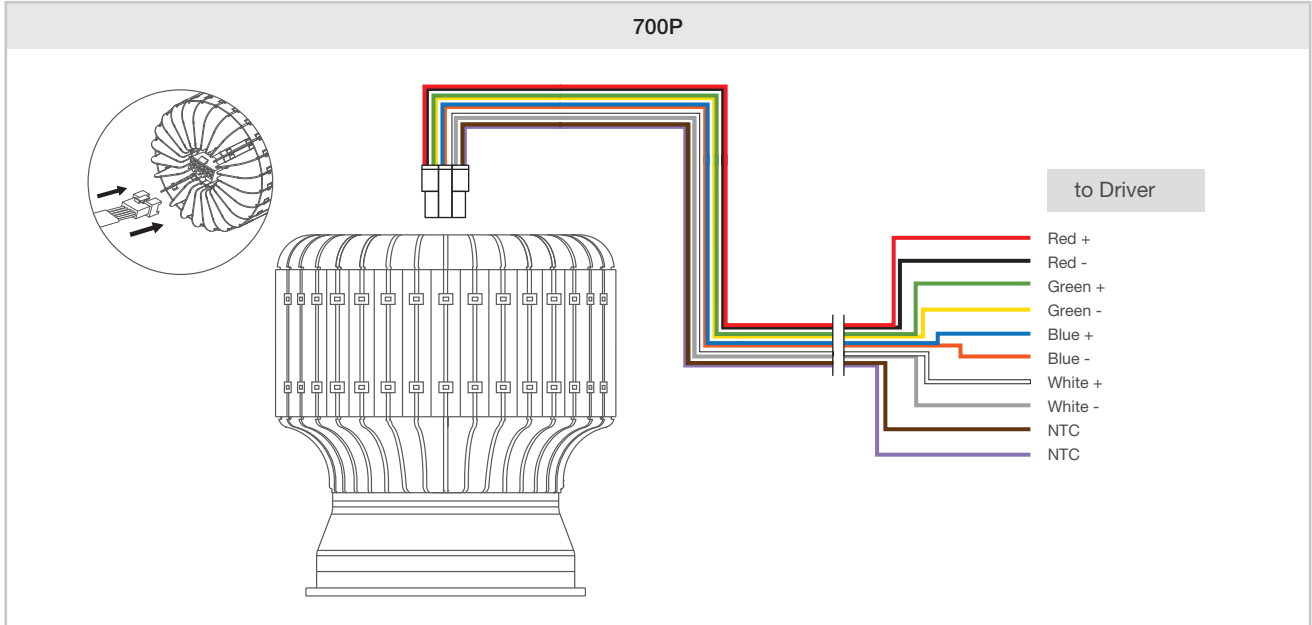 700P
to Driver
Red +
Red -
Green +
Green -
Blue +
Blue -
White +
White -
NTC
NTC